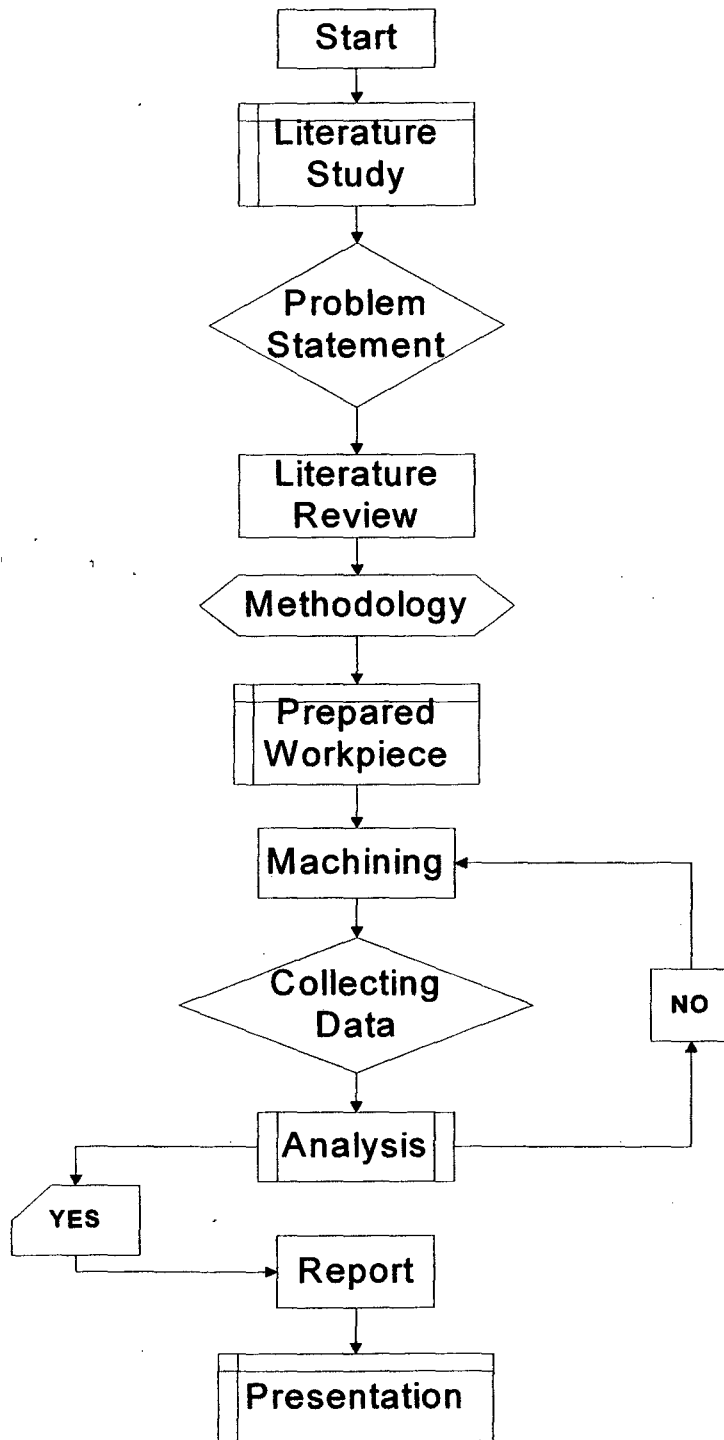 Start
Literature
Study
Problem
Statement
Literature
Review
Methodology
Prepared
Workpiece
Machining
Collecting
Data
NO
Analysis
YES
Report
Presentation